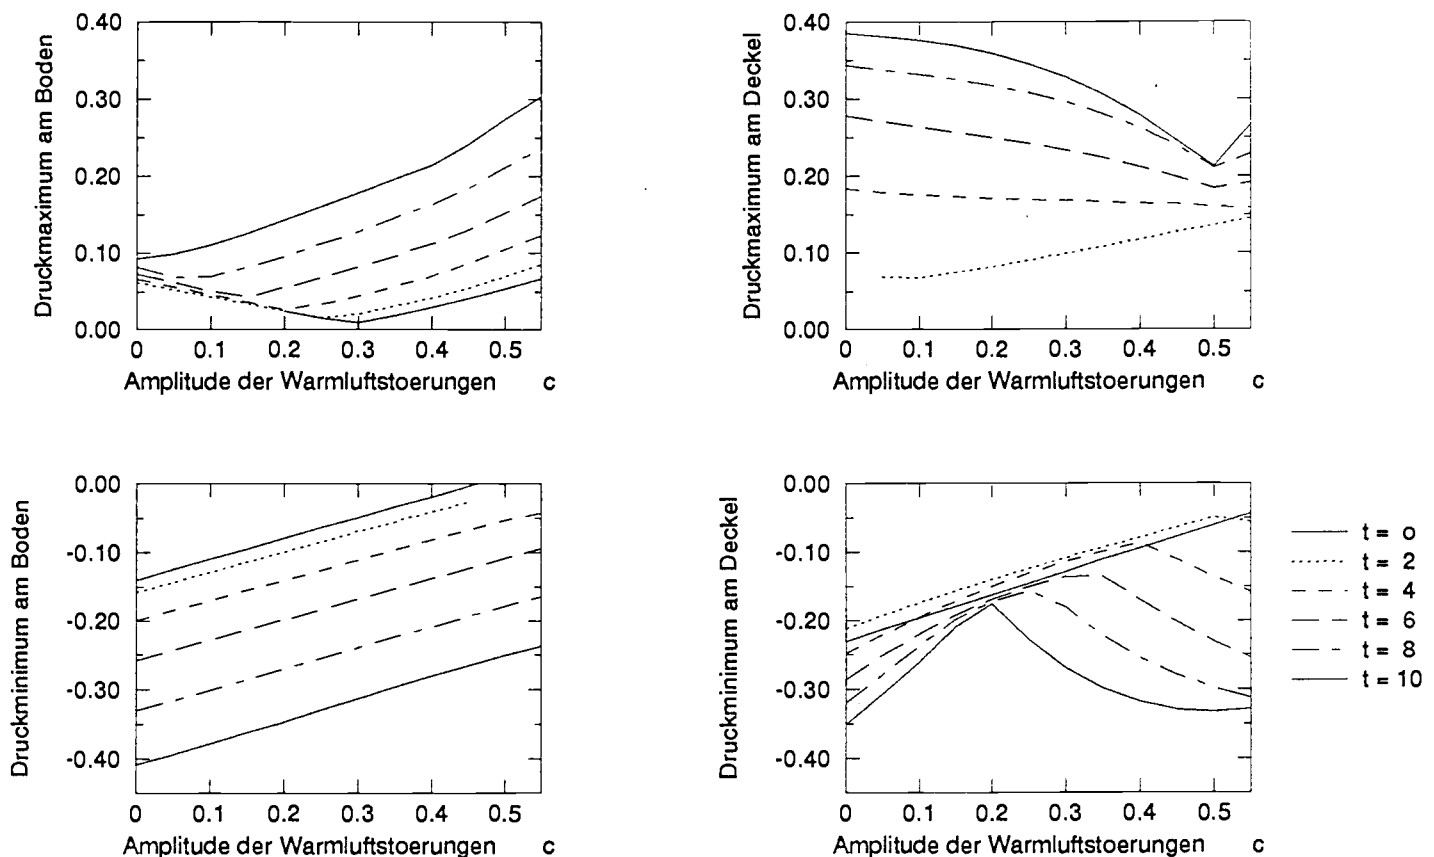 Druckmaximum am Boden
0.40
0.30
0.20
0.10
0.00
0 0.1 0.2 0.3 0.4 0.5
Amplitude der Warmluftstoerungen c
Druckmaximum am Deckel
0.40
0.30
0.20
0.10
0.00
0 0.1 0.2 0.3 0.4 0.5
Amplitude der Warmluftstoerungen c
Druckminimum am Boden
0.00
-0.10
-0.20
-0.30
-0.40
0 0.1 0.2 0.3 0.4 0.5
Amplitude der Warmluftstoerungen c
Druckminimum am Deckel
0.00
-0.10
-0.20
-0.30
-0.40
0 0.1 0.2 0.3 0.4 0.5
Amplitude der Warmluftstoerungen c
t = o
t = 2
t = 4
t = 6
t = 8
t = 10